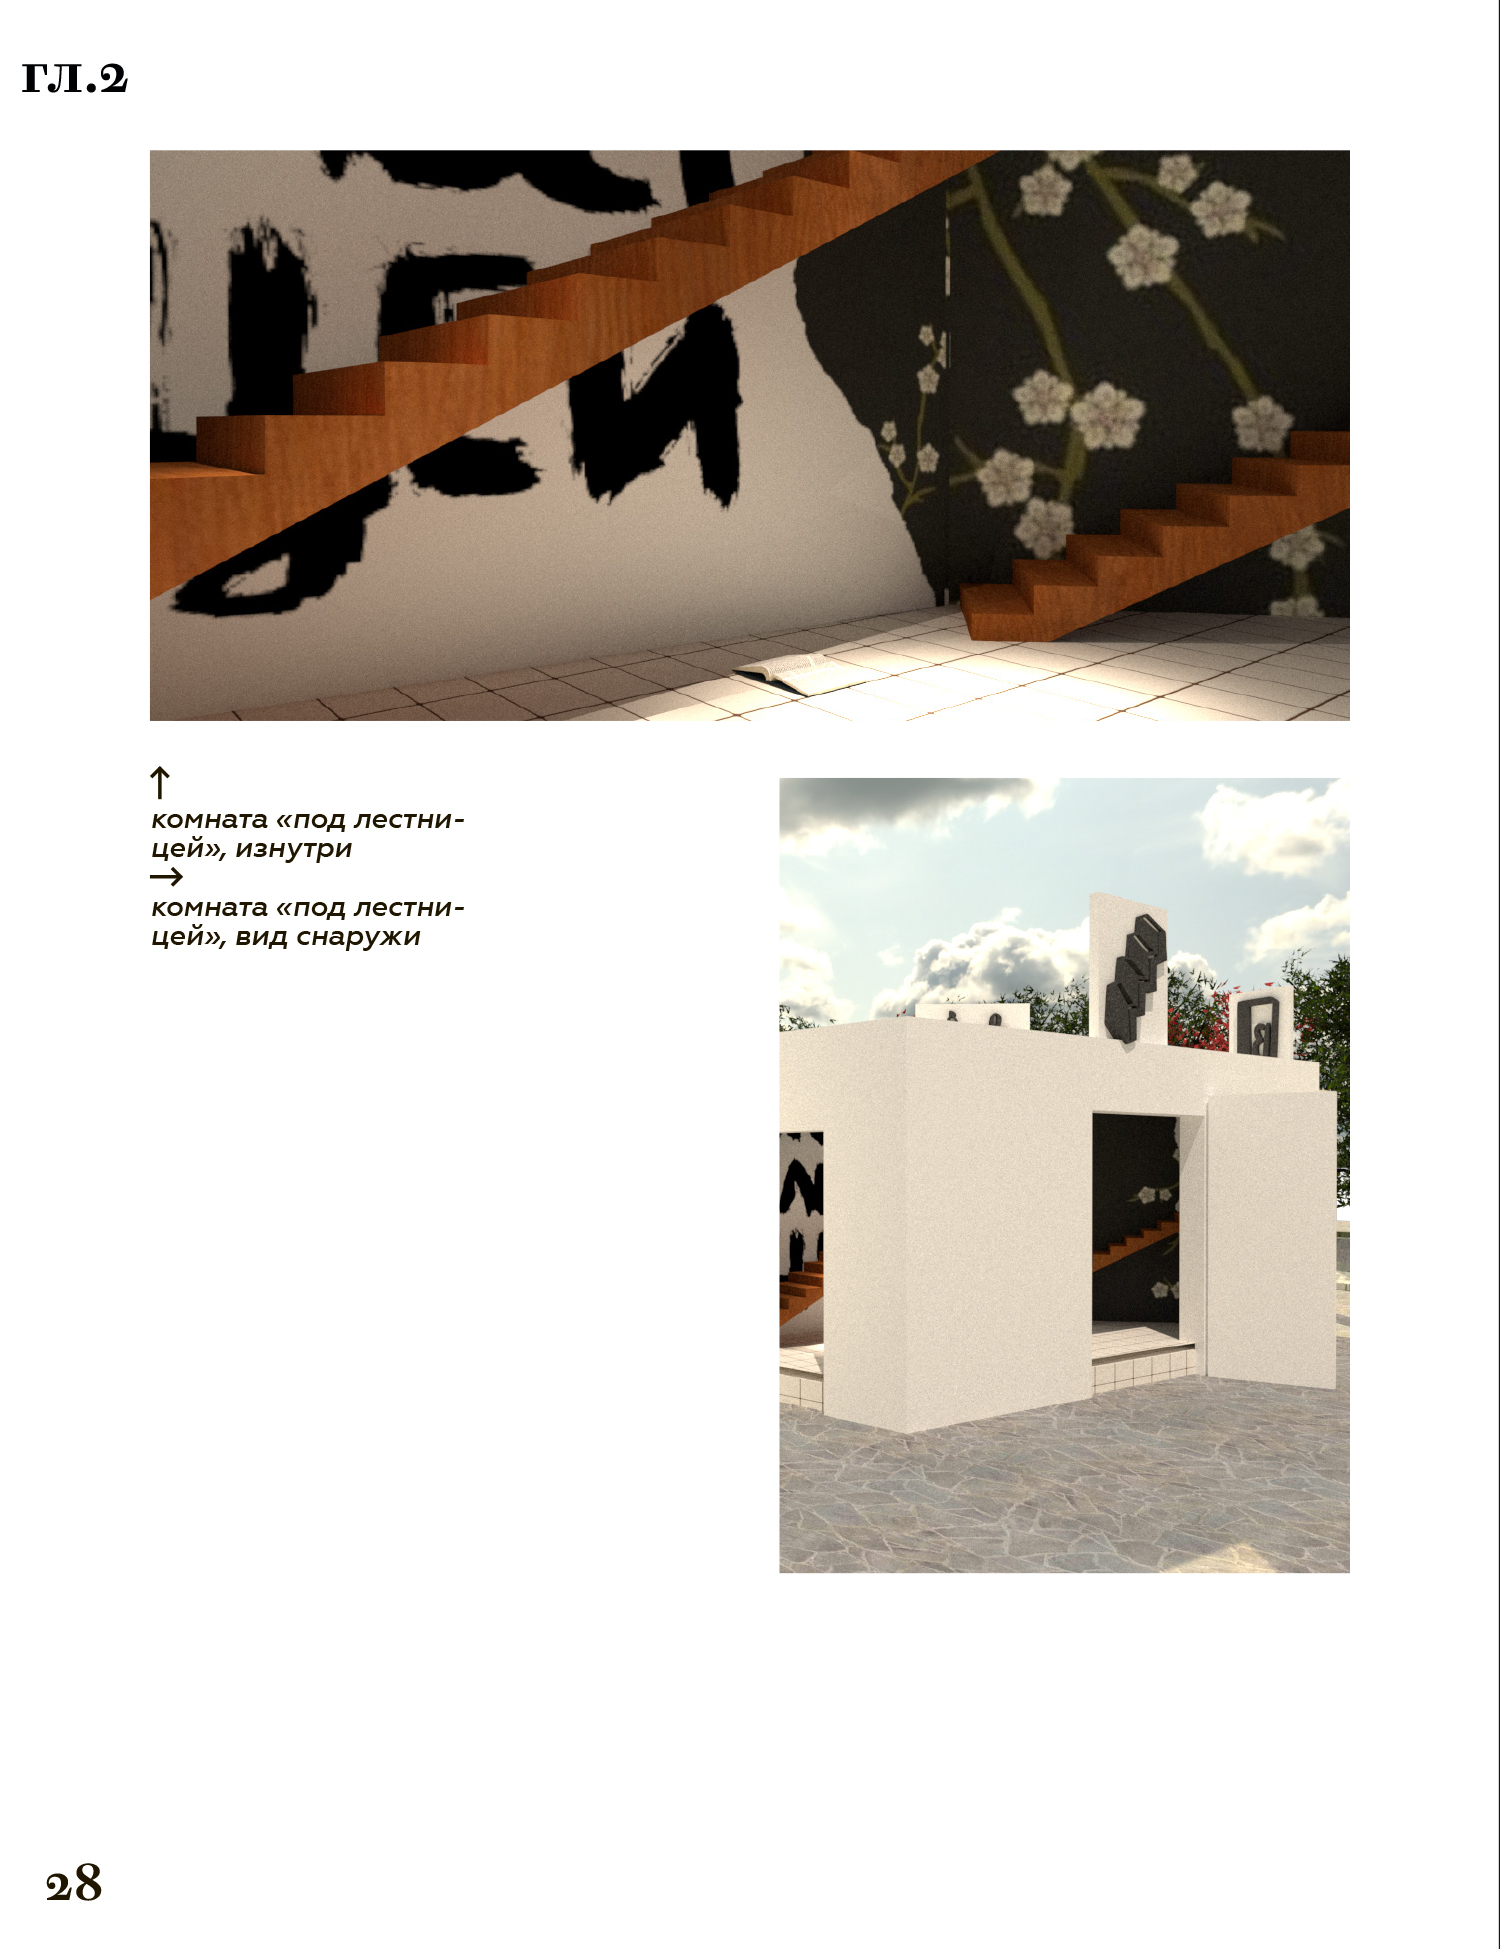 гл.2
↑
комната «под лестни-
цей», изнутри
→
комната «под лестни-
цей», вид снаружи
28